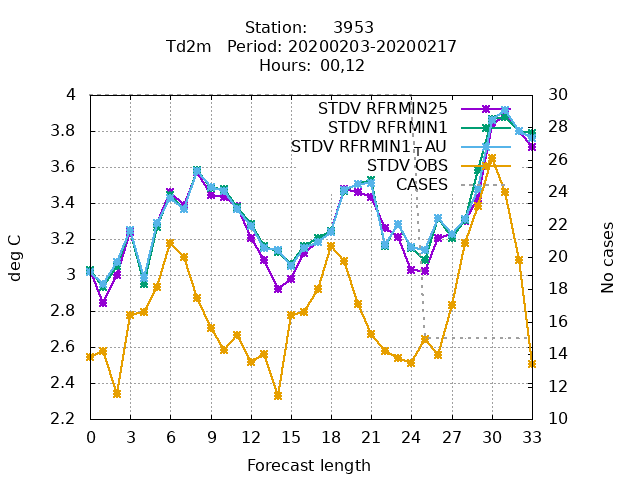 Station: 3953
Td2m Period: 20200203-20200217
Hours: 00,12
STDV RFRMIN25
STDV RFRMIN1
STDV RFRMIN1+AU
STDV OBS
CASES
deg C
4
3.8
3.6
3.4
3.2
3
2.8
2.6
2.4
2.2
30
28
26
24
22
20
18
16
14
12
10
No cases
0 3 6 9 12 15 18 21 24 27 30 33
Forecast length